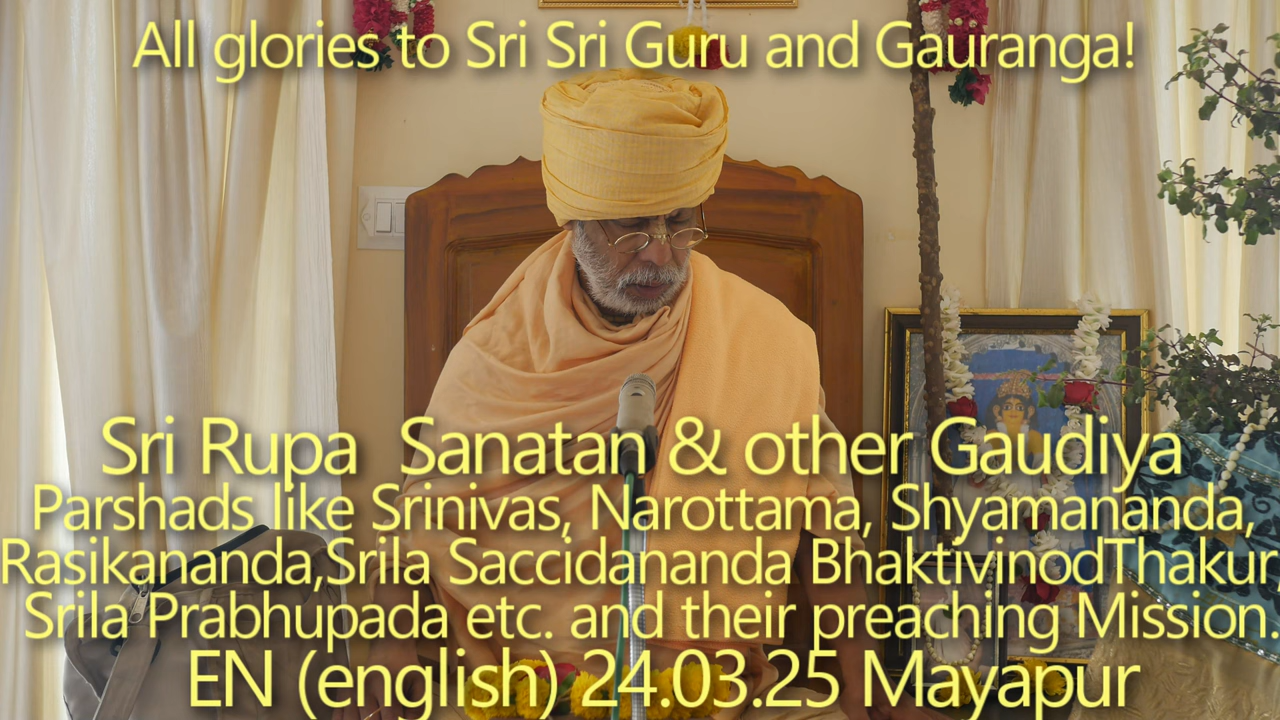 All glories to Sri Sri Guru and Gauranga!
Sri Rupa Sanatan & other Gaudiya
Parshads like Srinivas, Narottama, Shyamananda,
Rasikananda,Srila Saccidananda BhaktivinodThakur
Srila Prabhupada etc. and their preaching Mission.
EN (english) 24.03.25 Mayapur